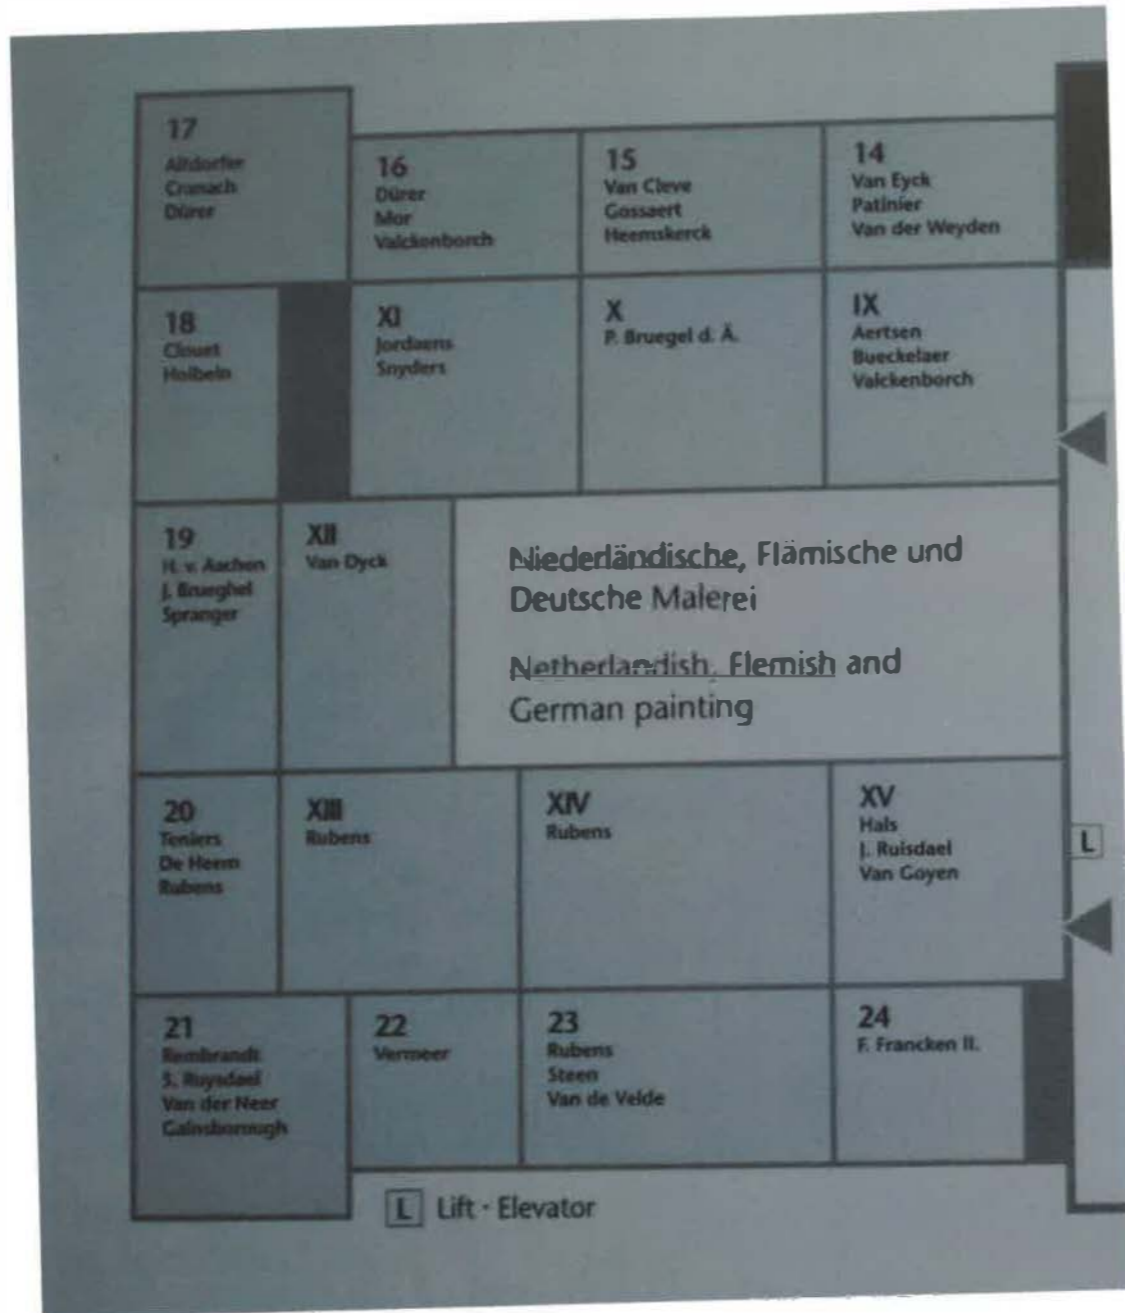 17
Altdorfer
Cranach
Dürer
16
Dürer
Mor
Valckenborch
15
Van Cleve
Gossaert
Heemskerck
14
Van Eyck
Patinier
Van der Weyden
18
Clouet
Holbein
XI
Jordaens
Snyders
X
P. Bruegel d. Ä.
IX
Aertsen
Bueckelaer
Valckenborch
19
H. v. Aachen
J. Brueghel
Spranger
XII
Van Dyck
Niederländische, Flämische und
Deutsche Malerei
Netherlandish, Flemish and
German painting
20
Teniers
De Heem
Rubens
XIII
Rubens
XIV
Rubens
XV
Hals
J. Ruisdael
Van Goyen
L
21
Rembrandt
S. Ruysdael
Van der Neer
Gainsborough
22
Vermeer
23
Rubens
Steen
Van de Velde
24
F. Francken II.
L Lift · Elevator